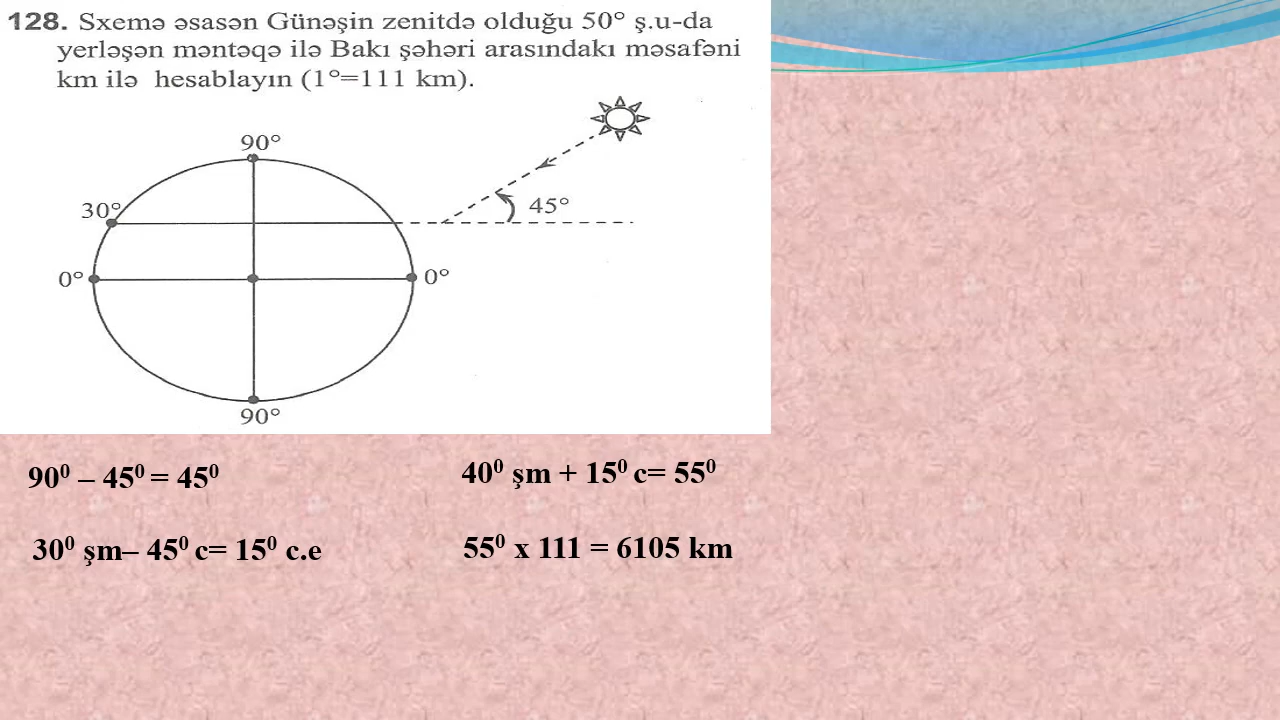 128. Sxemə əsasən Günəşin zenitdə olduğu 50° ş.u-da
yerləşən məntəqə ilə Bakı şəhəri arasındakı məsafəni
km ilə hesablayın (1°=111 km).
90°
30°
45°
0°
0°
90°
90⁰ – 45⁰ = 45⁰
30⁰ şm– 45⁰ c= 15⁰ c.e
40⁰ şm + 15⁰ c= 55⁰
55⁰ x 111 = 6105 km